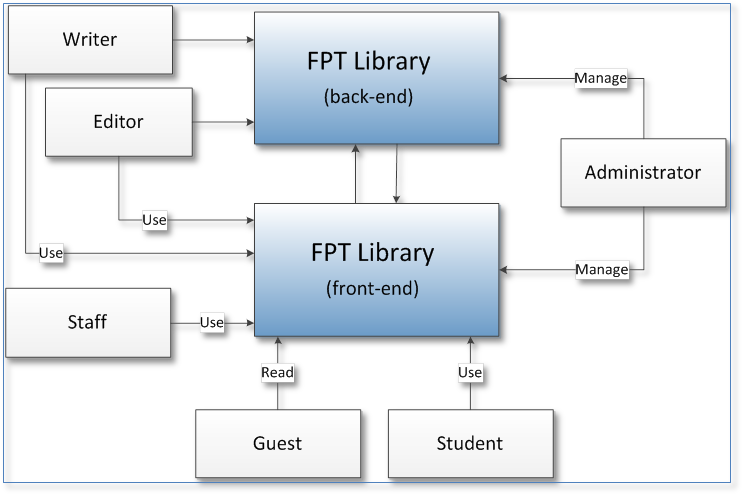 Writer
FPT Library
(back-end)
Manage
Editor
Administrator
Use
FPT Library
(front-end)
Use
Manage
Staff
Use
Read
Use
Guest
Student